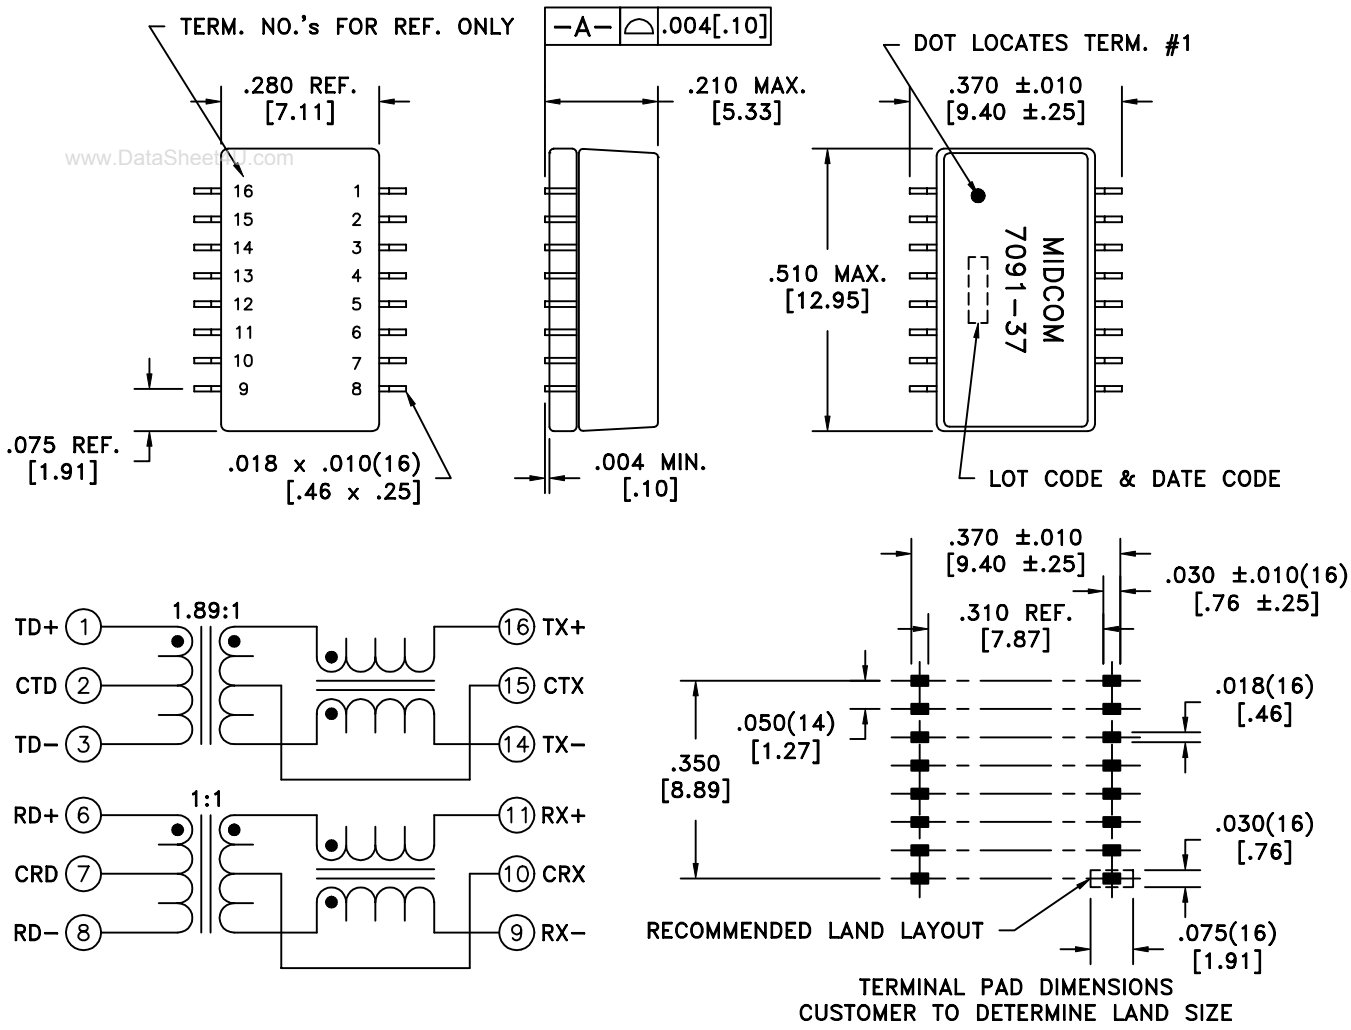 TERM. NO.'s FOR REF. ONLY
-A- .004[.10]
DOT LOCATES TERM. #1
.280 REF.
[7.11]
.210 MAX.
[5.33]
.370 ±.010
[9.40 ±.25]
www.DataSheet4U.com
16 1
15 2
14 3
13 4
12 5
11 6
10 7
9 8
.510 MAX.
[12.95]
MIDCOM
7091-37
.075 REF.
[1.91]
.018 x .010(16)
[.46 x .25]
.004 MIN.
[.10]
LOT CODE & DATE CODE
1.89:1
TD+ 1 16 TX+
CTD 2 15 CTX
TD- 3 14 TX-
1:1
RD+ 6 11 RX+
CRD 7 10 CRX
RD- 8 9 RX-
.370 ±.010
[9.40 ±.25]
.030 ±.010(16)
[.76 ±.25]
.310 REF.
[7.87]
.018(16)
[.46]
.050(14)
[1.27]
.350
[8.89]
.030(16)
[.76]
RECOMMENDED LAND LAYOUT
.075(16)
[1.91]
TERMINAL PAD DIMENSIONS
CUSTOMER TO DETERMINE LAND SIZE